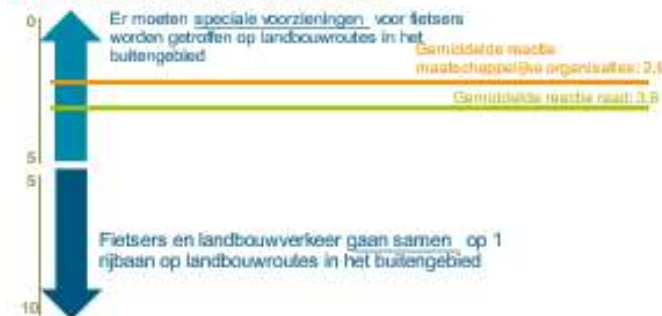 0
Er moeten speciale voorzieningen voor fietsers
worden getroffen op landbouwroutes in het
buitengebied
Gemiddelde reactie
maatschappelijke organisaties:
Gemiddelde reactie raad: 3,8
5
5
Fietsers en landbouwverkeer gaan samen op 1
rijbaan op landbouwroutes in het buitengebied
10